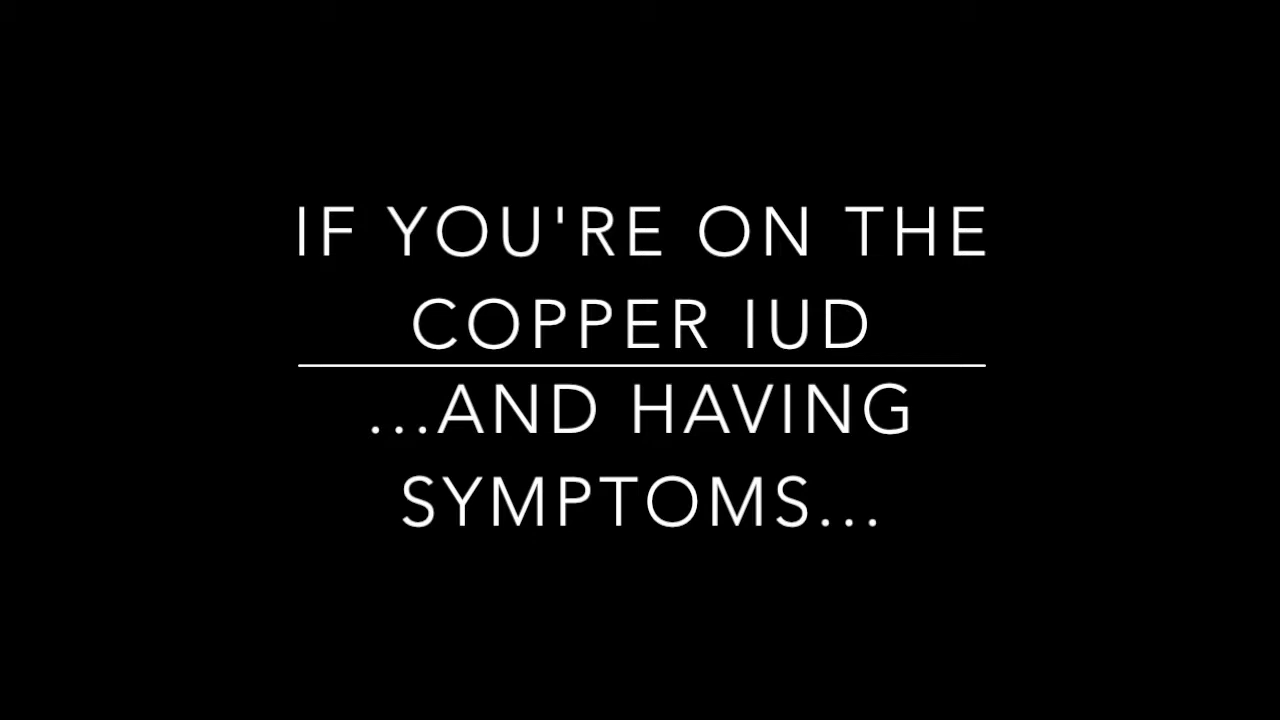 IF YOU'RE ON THE
COPPER IUD
...AND HAVING
SYMPTOMS...